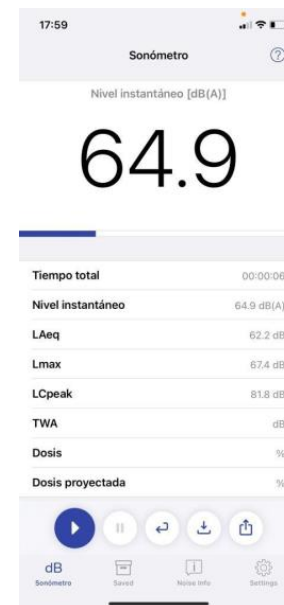 17:59
Sonómetro
Nivel instantáneo [dB(A)]
64.9
Tiempo total 00:00:06
Nivel instantáneo 64.9 dB(A)
LAeq 62.2 dB
Lmax 67.4 dB
LCpeak 81.8 dB
TWA dB
Dosis %
Dosis proyectada %
dB
Sonómetro Saved Noise Info Settings